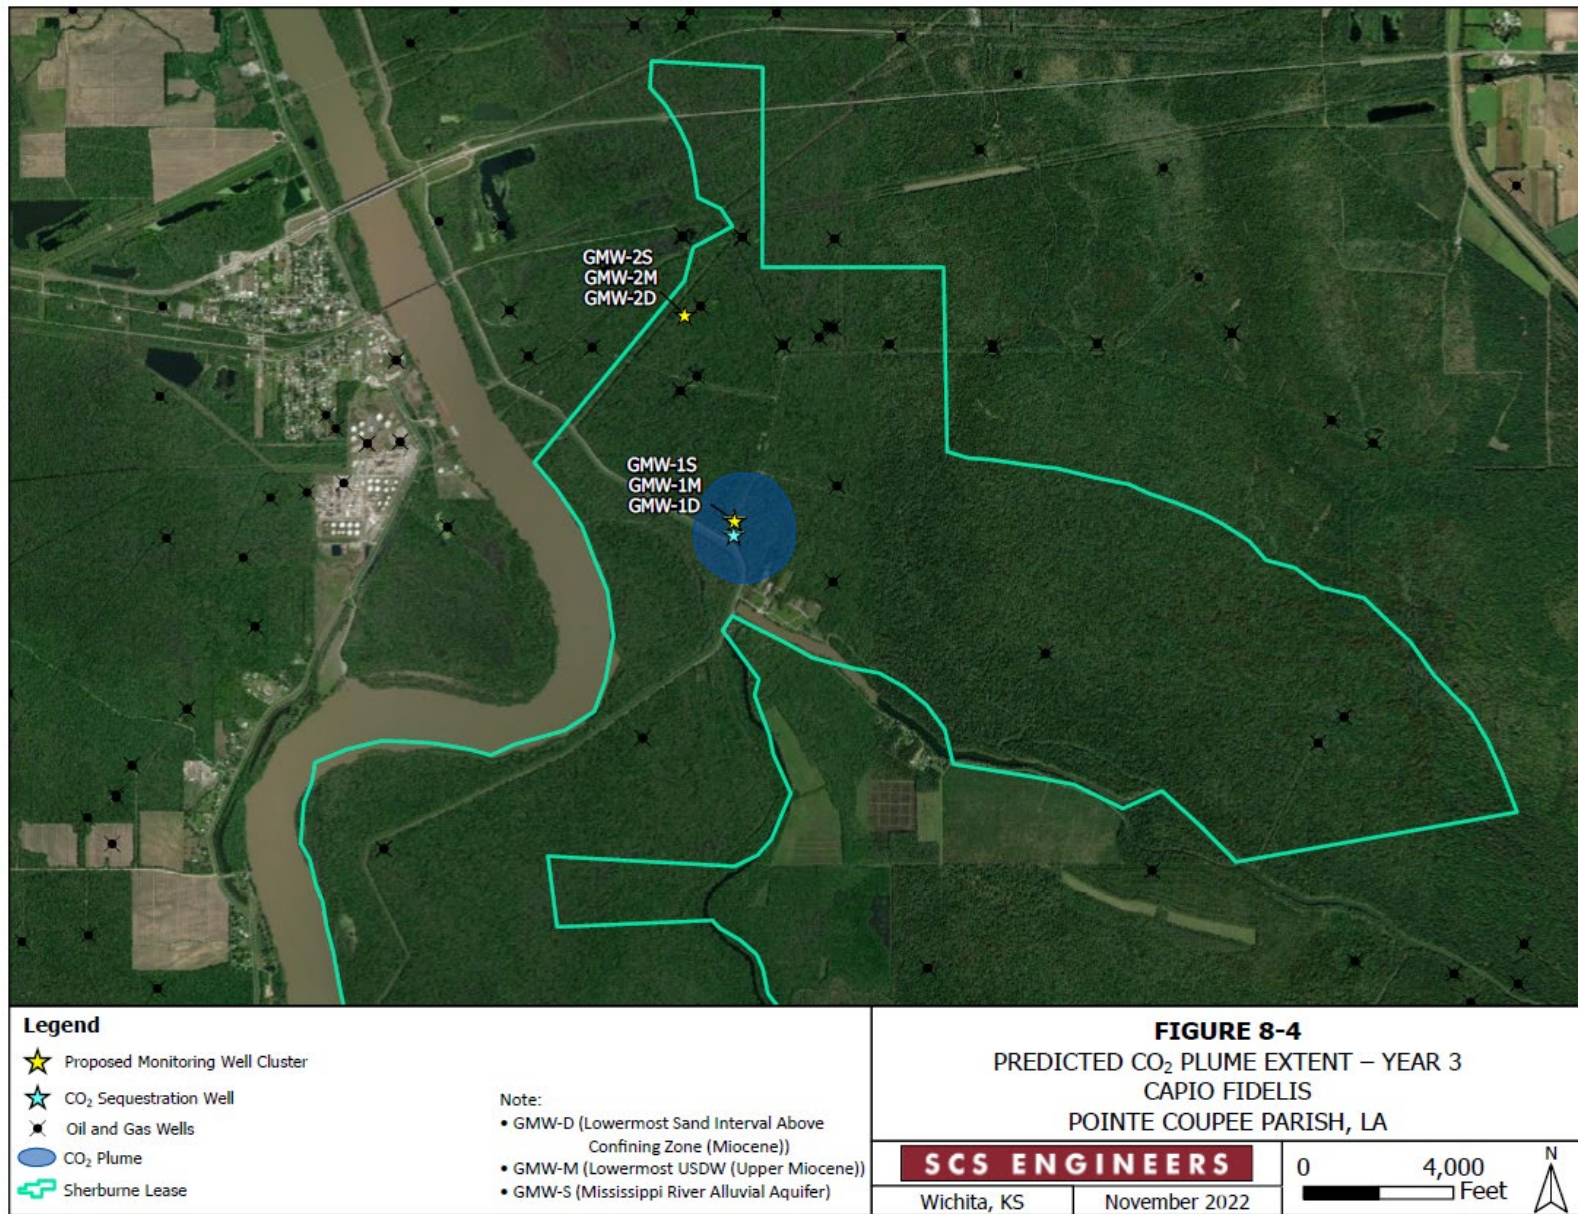 GMW-2S
GMW-2M
GMW-2D
GMW-1S
GMW-1M
GMW-1D
Legend
Proposed Monitoring Well Cluster
CO₂ Sequestration Well
Oil and Gas Wells
CO₂ Plume
Sherburne Lease
Note:
• GMW-D (Lowermost Sand Interval Above
Confining Zone (Miocene))
• GMW-M (Lowermost USDW (Upper Miocene))
• GMW-S (Mississippi River Alluvial Aquifer)
FIGURE 8-4
PREDICTED CO₂ PLUME EXTENT – YEAR 3
CAPIO FIDELIS
POINTE COUPEE PARISH, LA
SCS ENGINEERS
Wichita, KS
November 2022
0 4,000
Feet
N